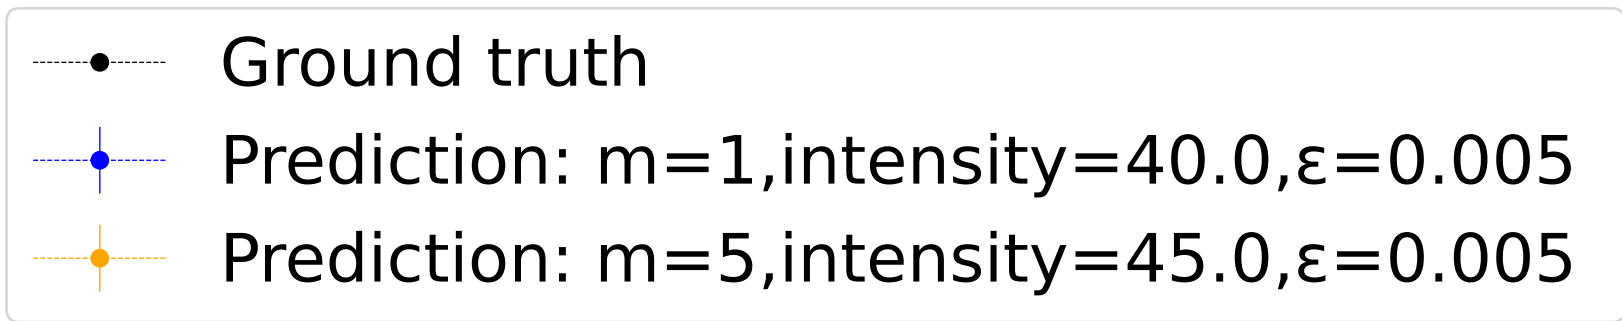 Ground truth
Prediction: m=1,intensity=40.0,ε=0.005
Prediction: m=5,intensity=45.0,ε=0.005